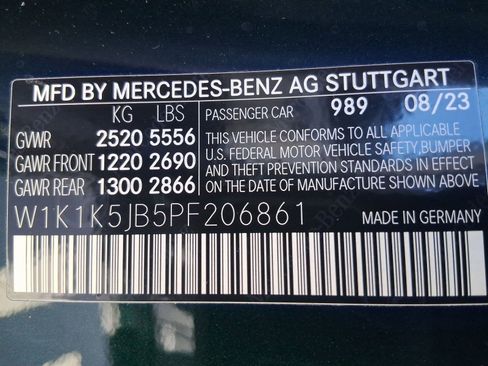 MFD BY MERCEDES-BENZ AG STUTTGART
KG LBS PASSENGER CAR 989 08/23
GVWR 2520 5556 THIS VEHICLE CONFORMS TO ALL APPLICABLE
GAWR FRONT 1220 2690 U.S. FEDERAL MOTOR VEHICLE SAFETY, BUMPER
AND THEFT PREVENTION STANDARDS IN EFFECT
GAWR REAR 1300 2866 ON THE DATE OF MANUFACTURE SHOWN ABOVE.
W1K1K5JB5PF206861 MADE IN GERMANY